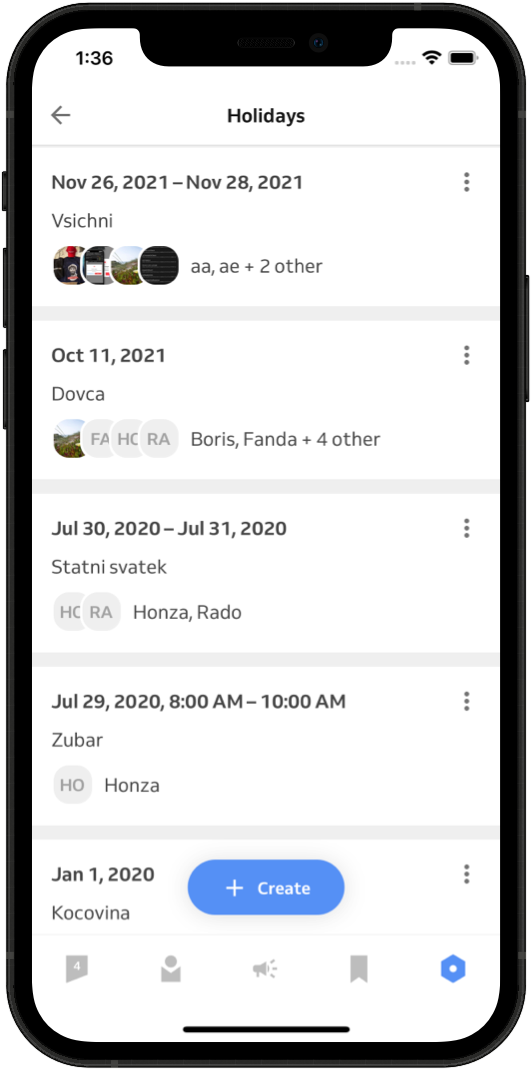 1:36
Holidays
Nov 26, 2021 – Nov 28, 2021
Vsichni
aa, ae + 2 other
Oct 11, 2021
Dovca
FA HO RA Boris, Fanda + 4 other
Jul 30, 2020 – Jul 31, 2020
Statni svatek
HO RA Honza, Rado
Jul 29, 2020, 8:00 AM – 10:00 AM
Zubar
HO Honza
Jan 1, 2020
+ Create
Kocovina
4